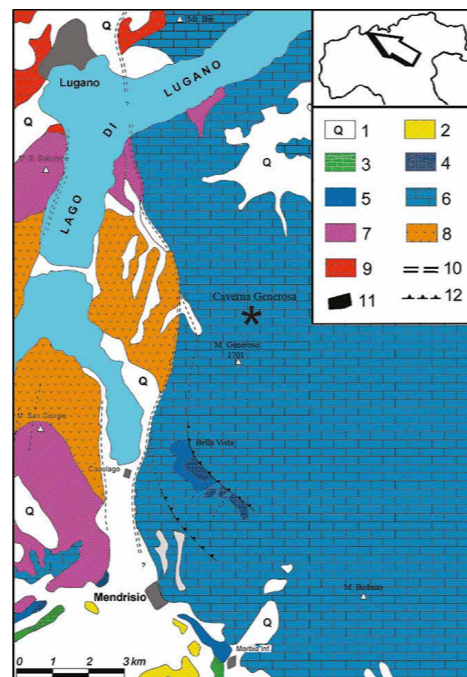 Q
Mt. Brè
Lugano
LUGANO
DI
LAGO
Q
Q
Caverna Generosa
M. Generoso
1701
Q
M. San Giorgio
Bella Vista
Capolago
Q
?
Mendrisio
M. Bisbino
Q
Morbio Inf.
0 1 2 3 km
Q 1
2
3
4
5
6
7
8
9
10
11
12